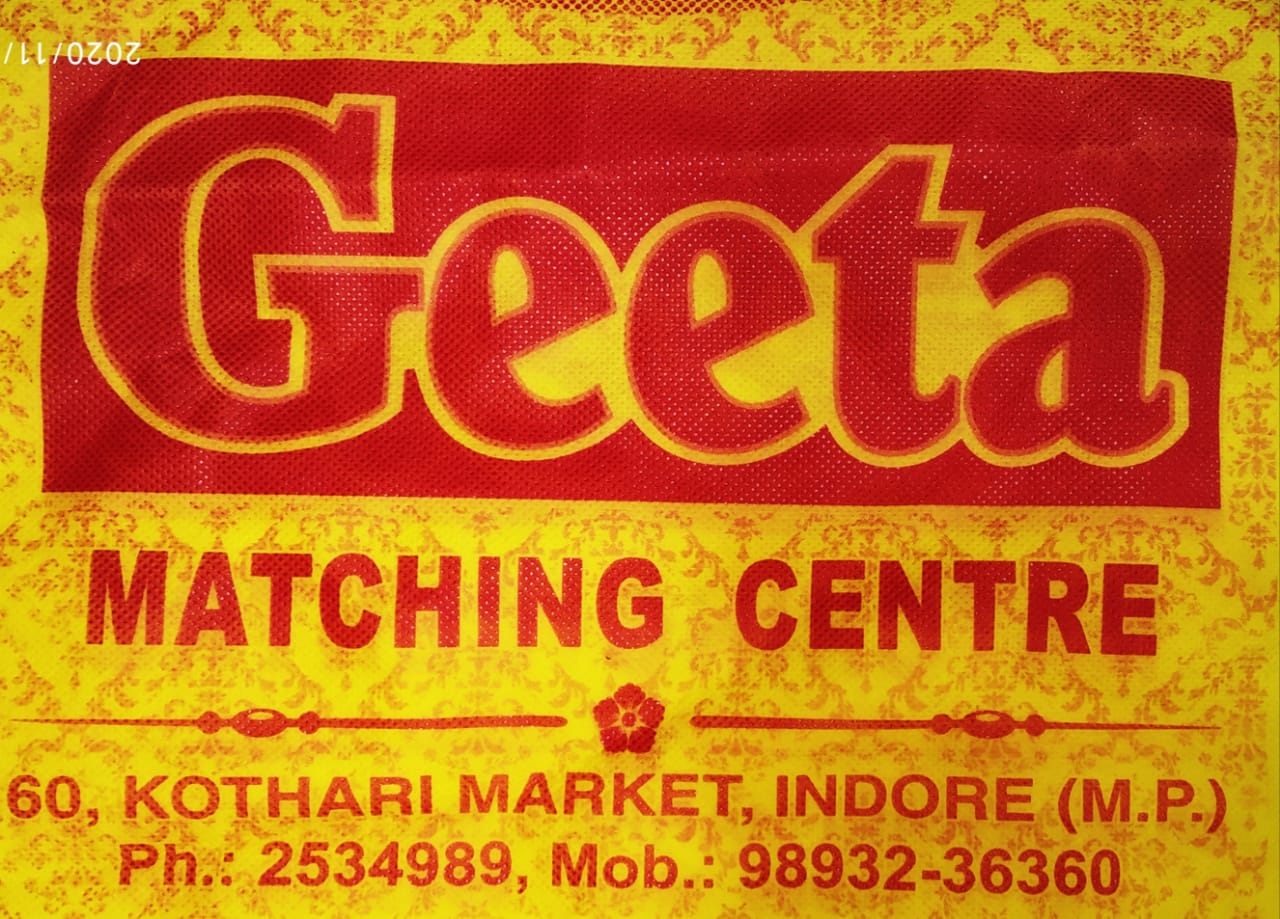 2020/11/
Geeta
MATCHING CENTRE
60, KOTHARI MARKET, INDORE (M.P.)
Ph.: 2534989, Mob.: 98932-36360